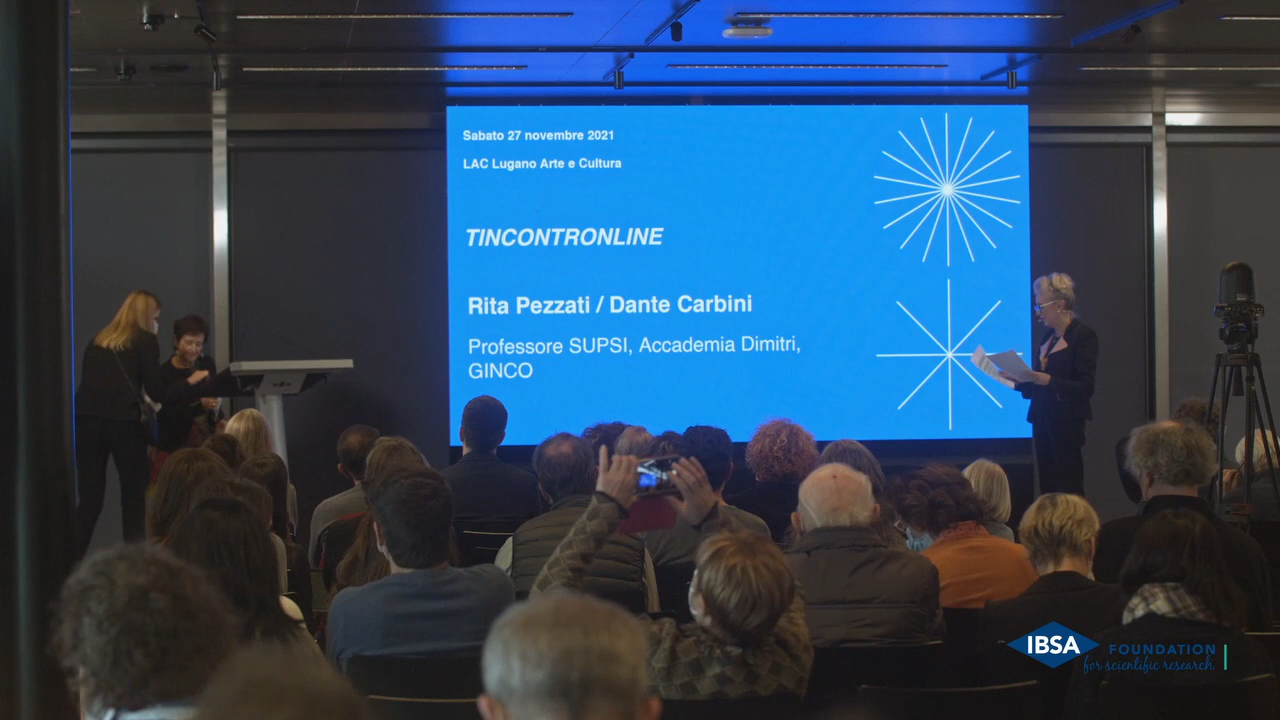 Sabato 27 novembre 2021
LAC Lugano Arte e Cultura
TINCONTRONLINE
Rita Pezzati / Dante Carbini
Professore SUPSI, Accademia Dimitri,
GINCO
IBSA FOUNDATION
for scientific research